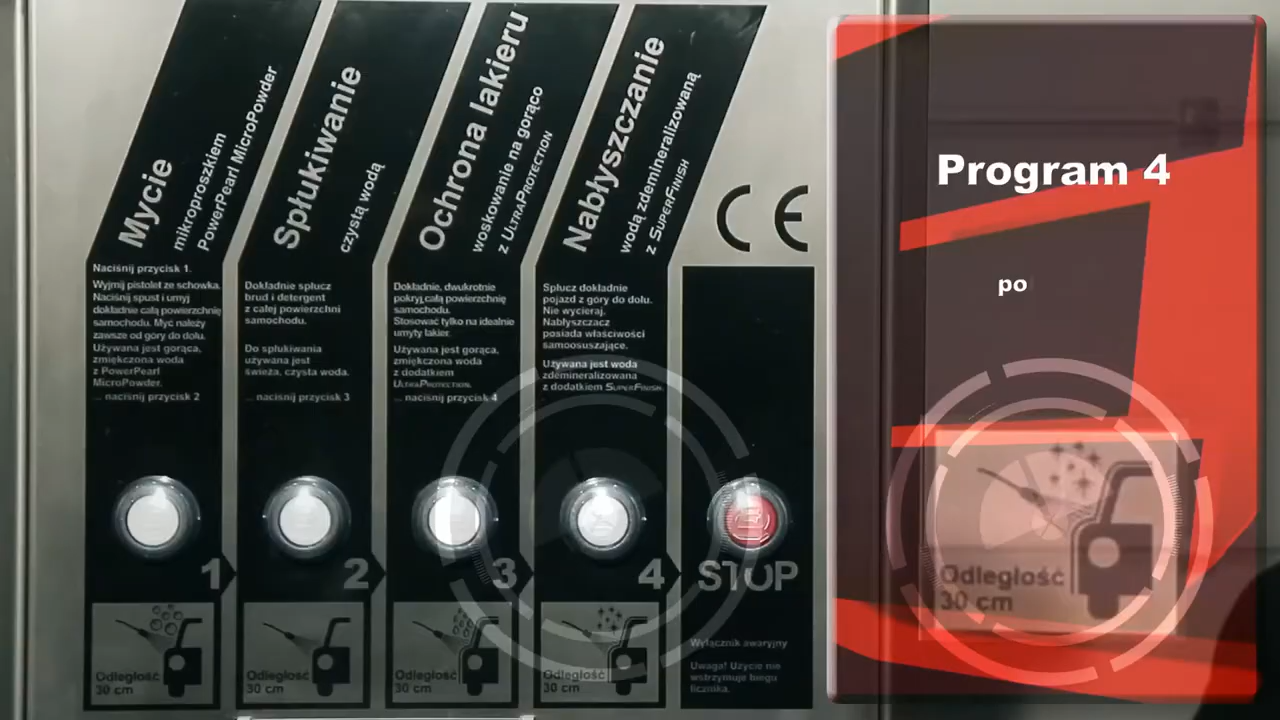 Mycie
mikroproszkiem
PowerPearl MicroPowder
Naciśnij przycisk 1.
Wyjmij pistolet ze schowka.
Naciśnij spust i umyj
dokładnie całą powierzchnię
samochodu. Myć należy
zawsze od góry do dołu.
Używana jest gorąca,
zmiękczona woda
z PowerPearl
MicroPowder.
... naciśnij przycisk 2
1
Odległość
30 cm
Spłukiwanie
czystą wodą
Dokładnie spłucz
brud i detergent
z całej powierzchni
samochodu.
Do spłukiwania
używana jest
świeża, czysta woda.
... naciśnij przycisk 3
2
Odległość
30 cm
Ochrona lakieru
woskowanie na gorąco
z UltraProtection
Dokładnie, dwukrotnie
pokryj całą powierzchnię
samochodu.
Stosować tylko na idealnie
umyty lakier.
Używana jest gorąca,
zmiękczona woda
z dodatkiem
UltraProtection.
... naciśnij przycisk 4
3
Odległość
30 cm
Nabłyszczanie
wodą zdemineralizowaną
z SuperFinish
Spłucz dokładnie
pojazd z góry do dołu.
Nie wycieraj.
Nabłyszczacz
posiada właściwości
samoosuszające.
Używana jest woda
zdemineralizowana
z dodatkiem SuperFinish.
4
Odległość
30 cm
CE
STOP
Wyłącznik awaryjny
Uwaga! Użycie nie
wstrzymuje biegu
licznika.
Program 4
po
Odległość
30 cm